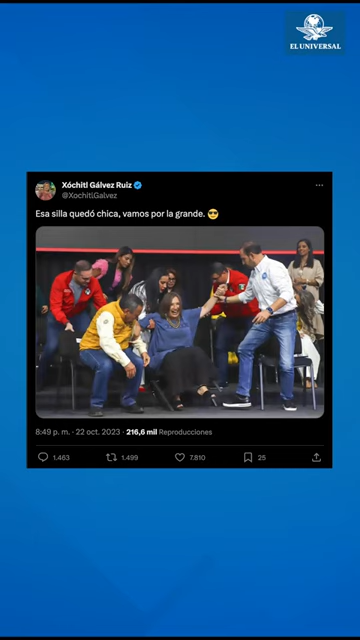 EL UNIVERSAL
Xóchitl Gálvez Ruiz
@XochitlGalvez
Esa silla quedó chica, vamos por la grande. 😎
8:49 p. m. · 22 oct. 2023 · 216,6 mil Reproducciones
1.463 1.499 7.810 25